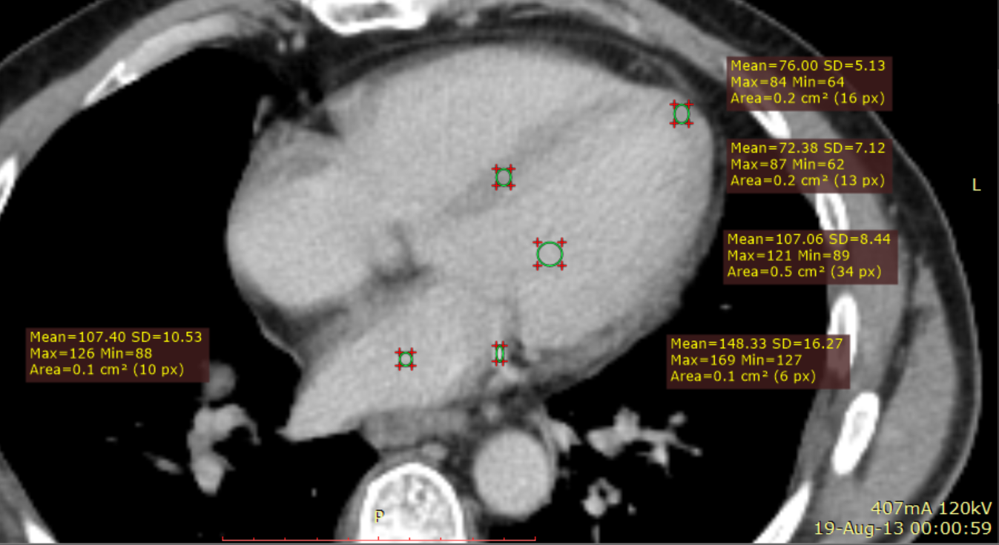 Mean=76.00 SD=5.13
Max=84 Min=64
Area=0.2 cm² (16 px)
Mean=72.38 SD=7.12
Max=87 Min=62
Area=0.2 cm² (13 px)
L
Mean=107.06 SD=8.44
Max=121 Min=89
Area=0.5 cm² (34 px)
Mean=107.40 SD=10.53
Max=126 Min=88
Area=0.1 cm² (10 px)
Mean=148.33 SD=16.27
Max=169 Min=127
Area=0.1 cm² (6 px)
P
407mA 120kV
19-Aug-13 00:00:59